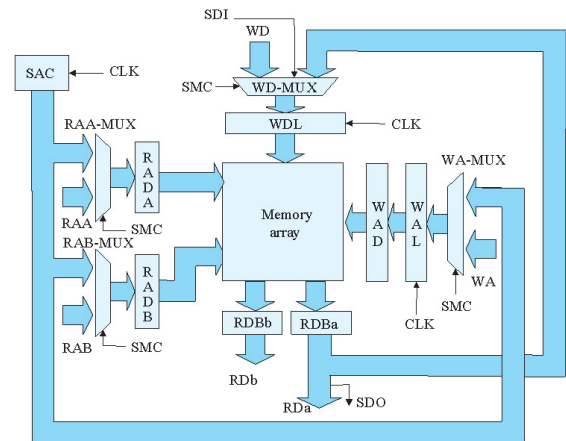 SDI
WD
SAC
CLK
SMC
WD-MUX
RAA-MUX
WDL
CLK
WA-MUX
R
A
D
A
Memory
array
W
A
D
W
A
L
RAA
SMC
RAB-MUX
WA
R
A
D
B
SMC
CLK
RDBb
RDBa
RAB
SMC
RDb
RDa
SDO